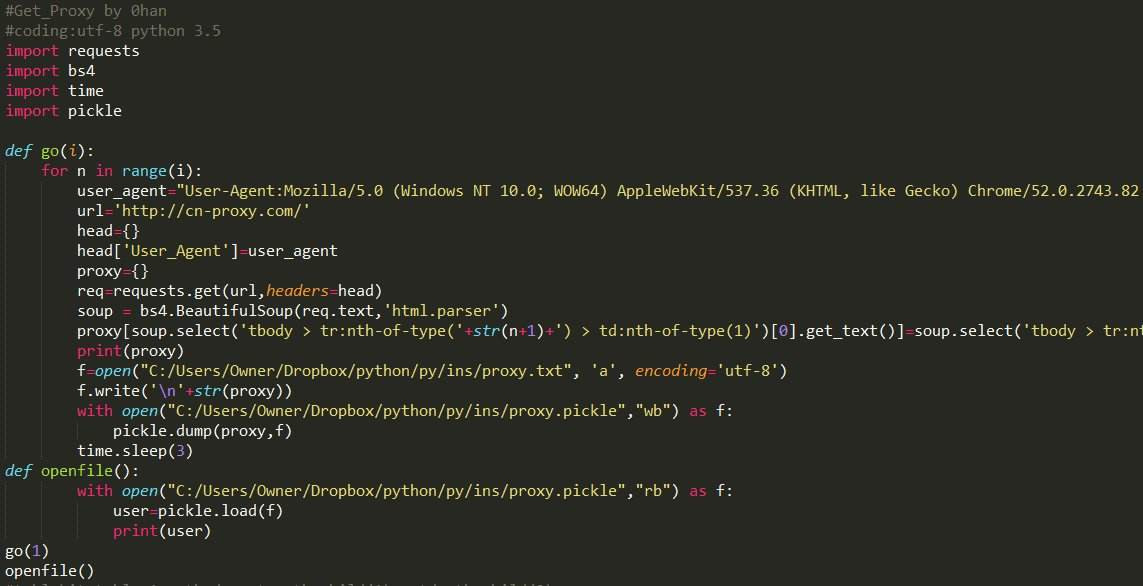 #Get_Proxy by 0han
#coding:utf-8 python 3.5
import requests
import bs4
import time
import pickle
def go(i):
for n in range(i):
user_agent="User-Agent:Mozilla/5.0 (Windows NT 10.0; WOW64) AppleWebKit/537.36 (KHTML, like Gecko) Chrome/52.0.2743.82
url='http://cn-proxy.com/'
head={}
head['User_Agent']=user_agent
proxy={}
req=requests.get(url,headers=head)
soup = bs4.BeautifulSoup(req.text,'html.parser')
proxy[soup.select('tbody > tr:nth-of-type('+str(n+1)+') > td:nth-of-type(1)')[0].get_text()]=soup.select('tbody > tr:nt
print(proxy)
f=open("C:/Users/Owner/Dropbox/python/py/ins/proxy.txt", 'a', encoding='utf-8')
f.write('\n'+str(proxy))
with open("C:/Users/Owner/Dropbox/python/py/ins/proxy.pickle","wb") as f:
pickle.dump(proxy,f)
time.sleep(3)
def openfile():
with open("C:/Users/Owner/Dropbox/python/py/ins/proxy.pickle","rb") as f:
user=pickle.load(f)
print(user)
go(1)
openfile()